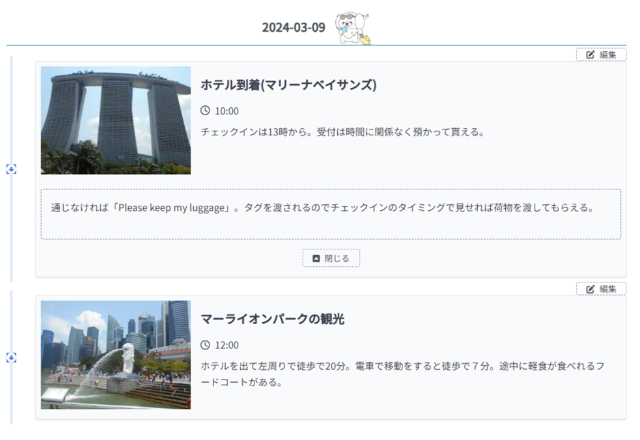 2024-03-09
編集
ホテル到着(マリーナベイサンズ)
10:00
チェックインは13時から。受付は時間に関係なく預かって貰える。
通じなければ「Please keep my luggage」。タグを渡されるのでチェックインのタイミングで見せれば荷物を渡してもらえる。
閉じる
編集
マーライオンパークの観光
12:00
ホテルを出て左周りで徒歩で20分。電車で移動をすると徒歩で７分。途中に軽食が食べれるフ
ードコートがある。